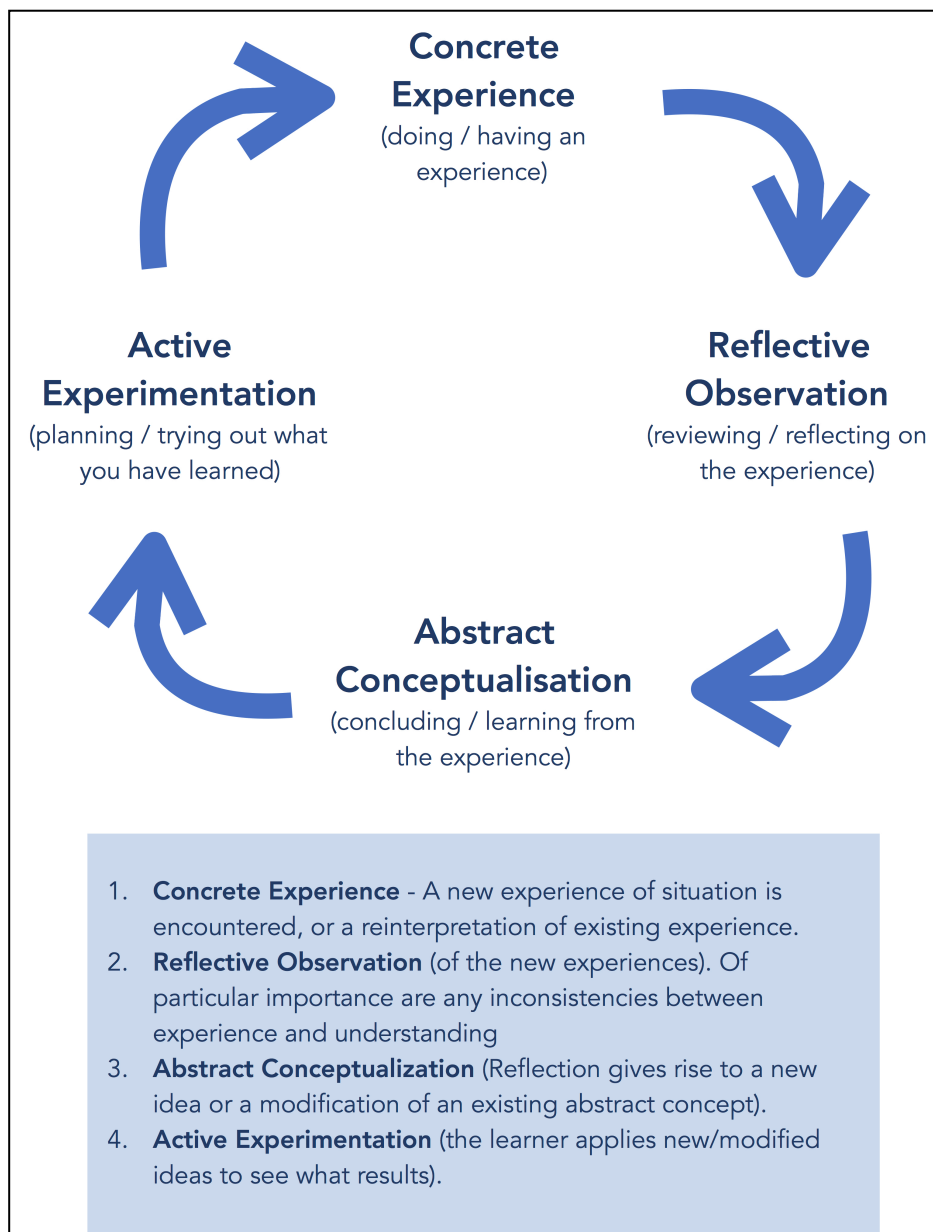 Concrete
Experience
(doing / having an
experience)
Active
Experimentation
(planning / trying out what
you have learned)
Reflective
Observation
(reviewing / reflecting on
the experience)
Abstract
Conceptualisation
(concluding / learning from
the experience)
1. Concrete Experience - A new experience of situation is
encountered, or a reinterpretation of existing experience.
2. Reflective Observation (of the new experiences). Of
particular importance are any inconsistencies between
experience and understanding
3. Abstract Conceptualization (Reflection gives rise to a new
idea or a modification of an existing abstract concept).
4. Active Experimentation (the learner applies new/modified
ideas to see what results).